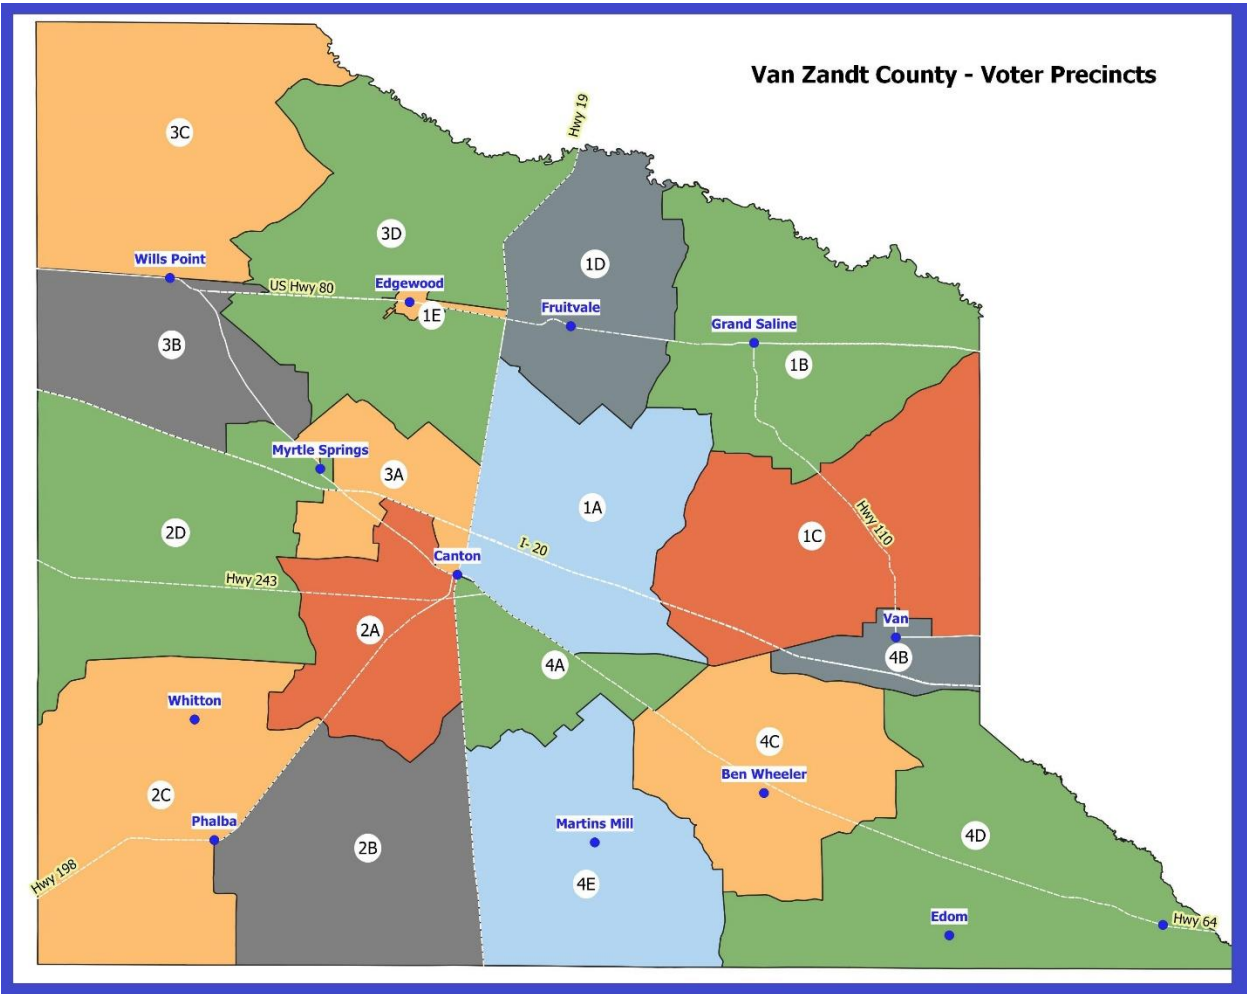 Van Zandt County - Voter Precincts
Hwy 19
3C
3D
Wills Point
1D
Edgewood
US Hwy 80
Fruitvale
1E
Grand Saline
3B
1B
Myrtle Springs
3A
1A
2D
Hwy 110
1C
I- 20
Canton
Hwy 243
Van
2A
4B
4A
Whitton
4C
Ben Wheeler
2C
Phalba
Martins Mill
4D
2B
Hwy 198
4E
Edom
Hwy 64